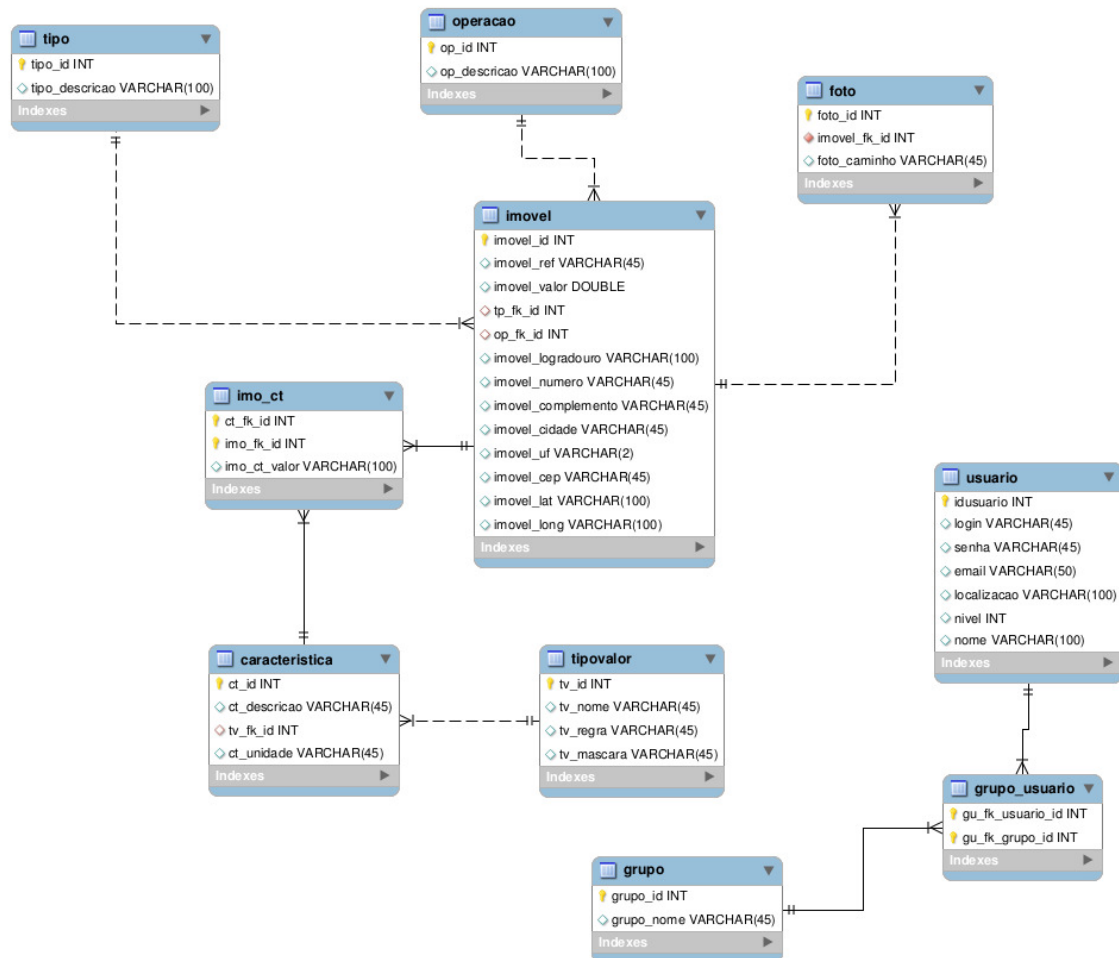 tipo
tipo_id INT
tipo_descricao VARCHAR(100)
Indexes
operacao
op_id INT
op_descricao VARCHAR(100)
Indexes
foto
foto_id INT
imovel_fk_id INT
foto_caminho VARCHAR(45)
Indexes
imovel
imovel_id INT
imovel_ref VARCHAR(45)
imovel_valor DOUBLE
tp_fk_id INT
op_fk_id INT
imovel_logradouro VARCHAR(100)
imovel_numero VARCHAR(45)
imovel_complemento VARCHAR(45)
imovel_cidade VARCHAR(45)
imovel_uf VARCHAR(2)
imovel_cep VARCHAR(45)
imovel_lat VARCHAR(100)
imovel_long VARCHAR(100)
Indexes
imo_ct
ct_fk_id INT
imo_fk_id INT
imo_ct_valor VARCHAR(100)
Indexes
usuario
idusuario INT
login VARCHAR(45)
senha VARCHAR(45)
email VARCHAR(50)
localizacao VARCHAR(100)
nivel INT
nome VARCHAR(100)
Indexes
caracteristica
ct_id INT
ct_descricao VARCHAR(45)
tv_fk_id INT
ct_unidade VARCHAR(45)
Indexes
tipovalor
tv_id INT
tv_nome VARCHAR(45)
tv_regra VARCHAR(45)
tv_mascara VARCHAR(45)
Indexes
grupo_usuario
gu_fk_usuario_id INT
gu_fk_grupo_id INT
Indexes
grupo
grupo_id INT
grupo_nome VARCHAR(45)
Indexes